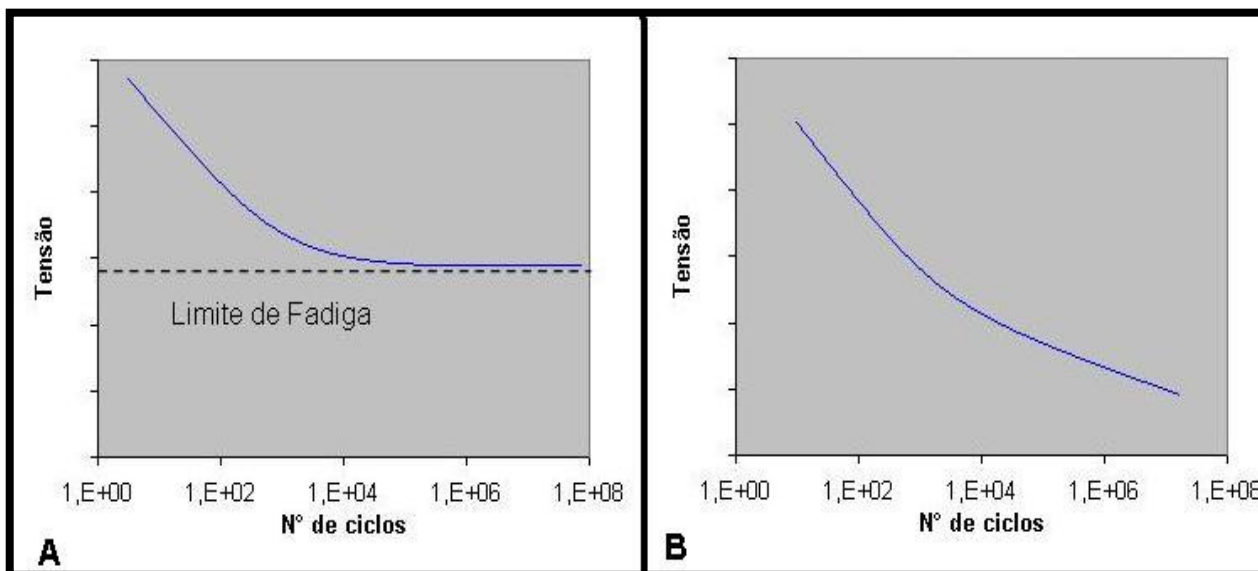 Tensão
Limite de Fadiga
1,E+00 1,E+02 1,E+04 1,E+06 1,E+08
N° de ciclos
A
Tensão
1,E+00 1,E+02 1,E+04 1,E+06 1,E+08
N° de ciclos
B